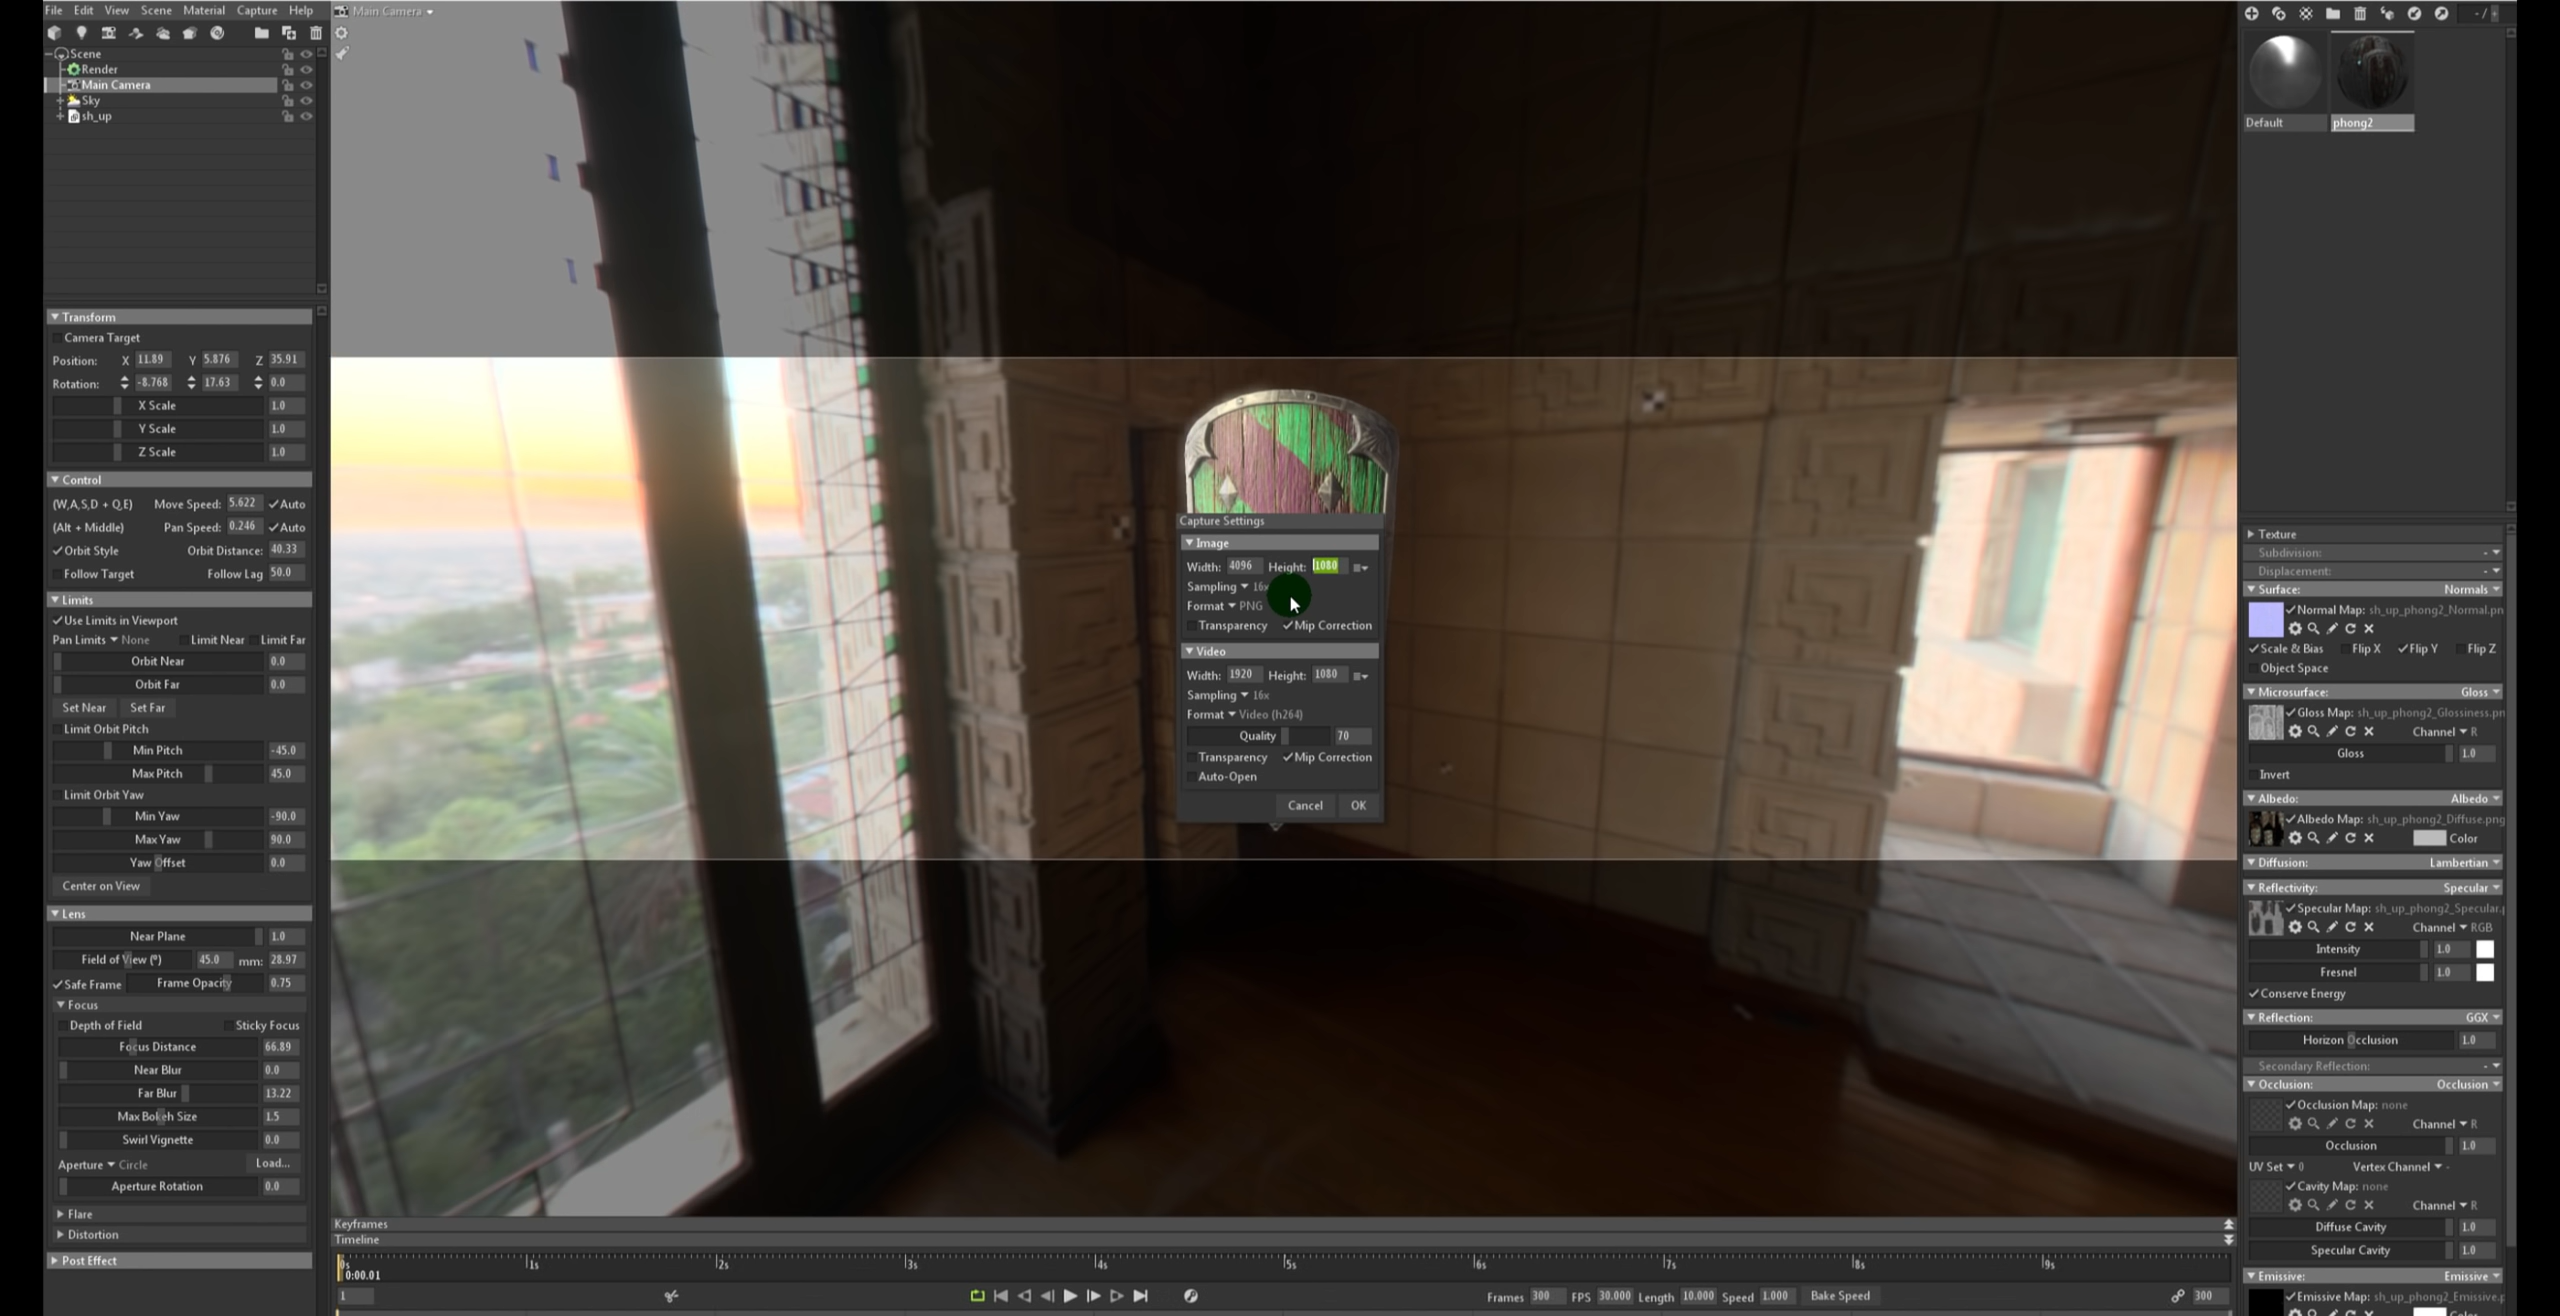 File Edit View Scene Material Capture Help
Main Camera
Scene
Render
Main Camera
Sky
sh_up
Transform
Camera Target
Position: X 11.89 Y 5.876 Z 35.91
Rotation: -8.768 17.63 0.0
X Scale 1.0
Y Scale 1.0
Z Scale 1.0
Control
(W,A,S,D + Q,E) Move Speed: 5.622 Auto
(Alt + Middle) Pan Speed: 0.246 Auto
Orbit Style Orbit Distance: 40.33
Follow Target Follow Lag 50.0
Limits
Use Limits in Viewport
Pan Limits None Limit Near Limit Far
Orbit Near 0.0
Orbit Far 0.0
Set Near Set Far
Limit Orbit Pitch
Min Pitch -45.0
Max Pitch 45.0
Limit Orbit Yaw
Min Yaw -90.0
Max Yaw 90.0
Yaw Offset 0.0
Center on View
Lens
Near Plane 1.0
Field of View (°) 45.0 mm: 28.97
Safe Frame Frame Opacity 0.75
Focus
Depth of Field Sticky Focus
Focus Distance 66.89
Near Blur 0.0
Far Blur 13.22
Max Bokeh Size 1.5
Swirl Vignette 0.0
Aperture Circle Load...
Aperture Rotation 0.0
Flare
Distortion
Post Effect
Capture Settings
Image
Width: 4096 Height: 1080
Sampling 16x
Format PNG
Transparency Mip Correction
Video
Width: 1920 Height: 1080
Sampling 16x
Format Video (h264)
Quality 70
Transparency Mip Correction
Auto-Open
Cancel OK
Keyframes
Timeline
0s 1s 2s 3s 4s 5s 6s 7s 8s 9s
0:00.01
1 Frames 300 FPS 30.000 Length 10.000 Speed 1.000 Bake Speed 300
- /
Default phong2
Texture
Subdivision: -
Displacement: -
Surface: Normals
Normal Map: sh_up_phong2_Normal.pn
Scale & Bias Flip X Flip Y Flip Z
Object Space
Microsurface: Gloss
Gloss Map: sh_up_phong2_Glossiness.pn
Channel R
Gloss 1.0
Invert
Albedo: Albedo
Albedo Map: sh_up_phong2_Diffuse.png
Color
Diffusion: Lambertian
Reflectivity: Specular
Specular Map: sh_up_phong2_Specular.p
Channel RGB
Intensity 1.0
Fresnel 1.0
Conserve Energy
Reflection: GGX
Horizon Occlusion 1.0
Secondary Reflection: -
Occlusion: Occlusion
Occlusion Map: none
Channel R
Occlusion 1.0
UV Set 0 Vertex Channel -
Cavity Map: none
Channel R
Diffuse Cavity 1.0
Specular Cavity 1.0
Emissive: Emissive
Emissive Map: sh_up_phong2_Emissive.p